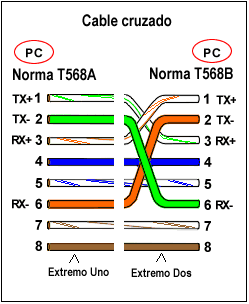 Cable cruzado
PC PC
Norma T568A Norma T568B
TX+ 1 1 TX+
TX- 2 2 TX-
RX+ 3 3 RX+
4 4
5 5
RX- 6 6 RX-
7 7
8 8
Extremo Uno Extremo Dos